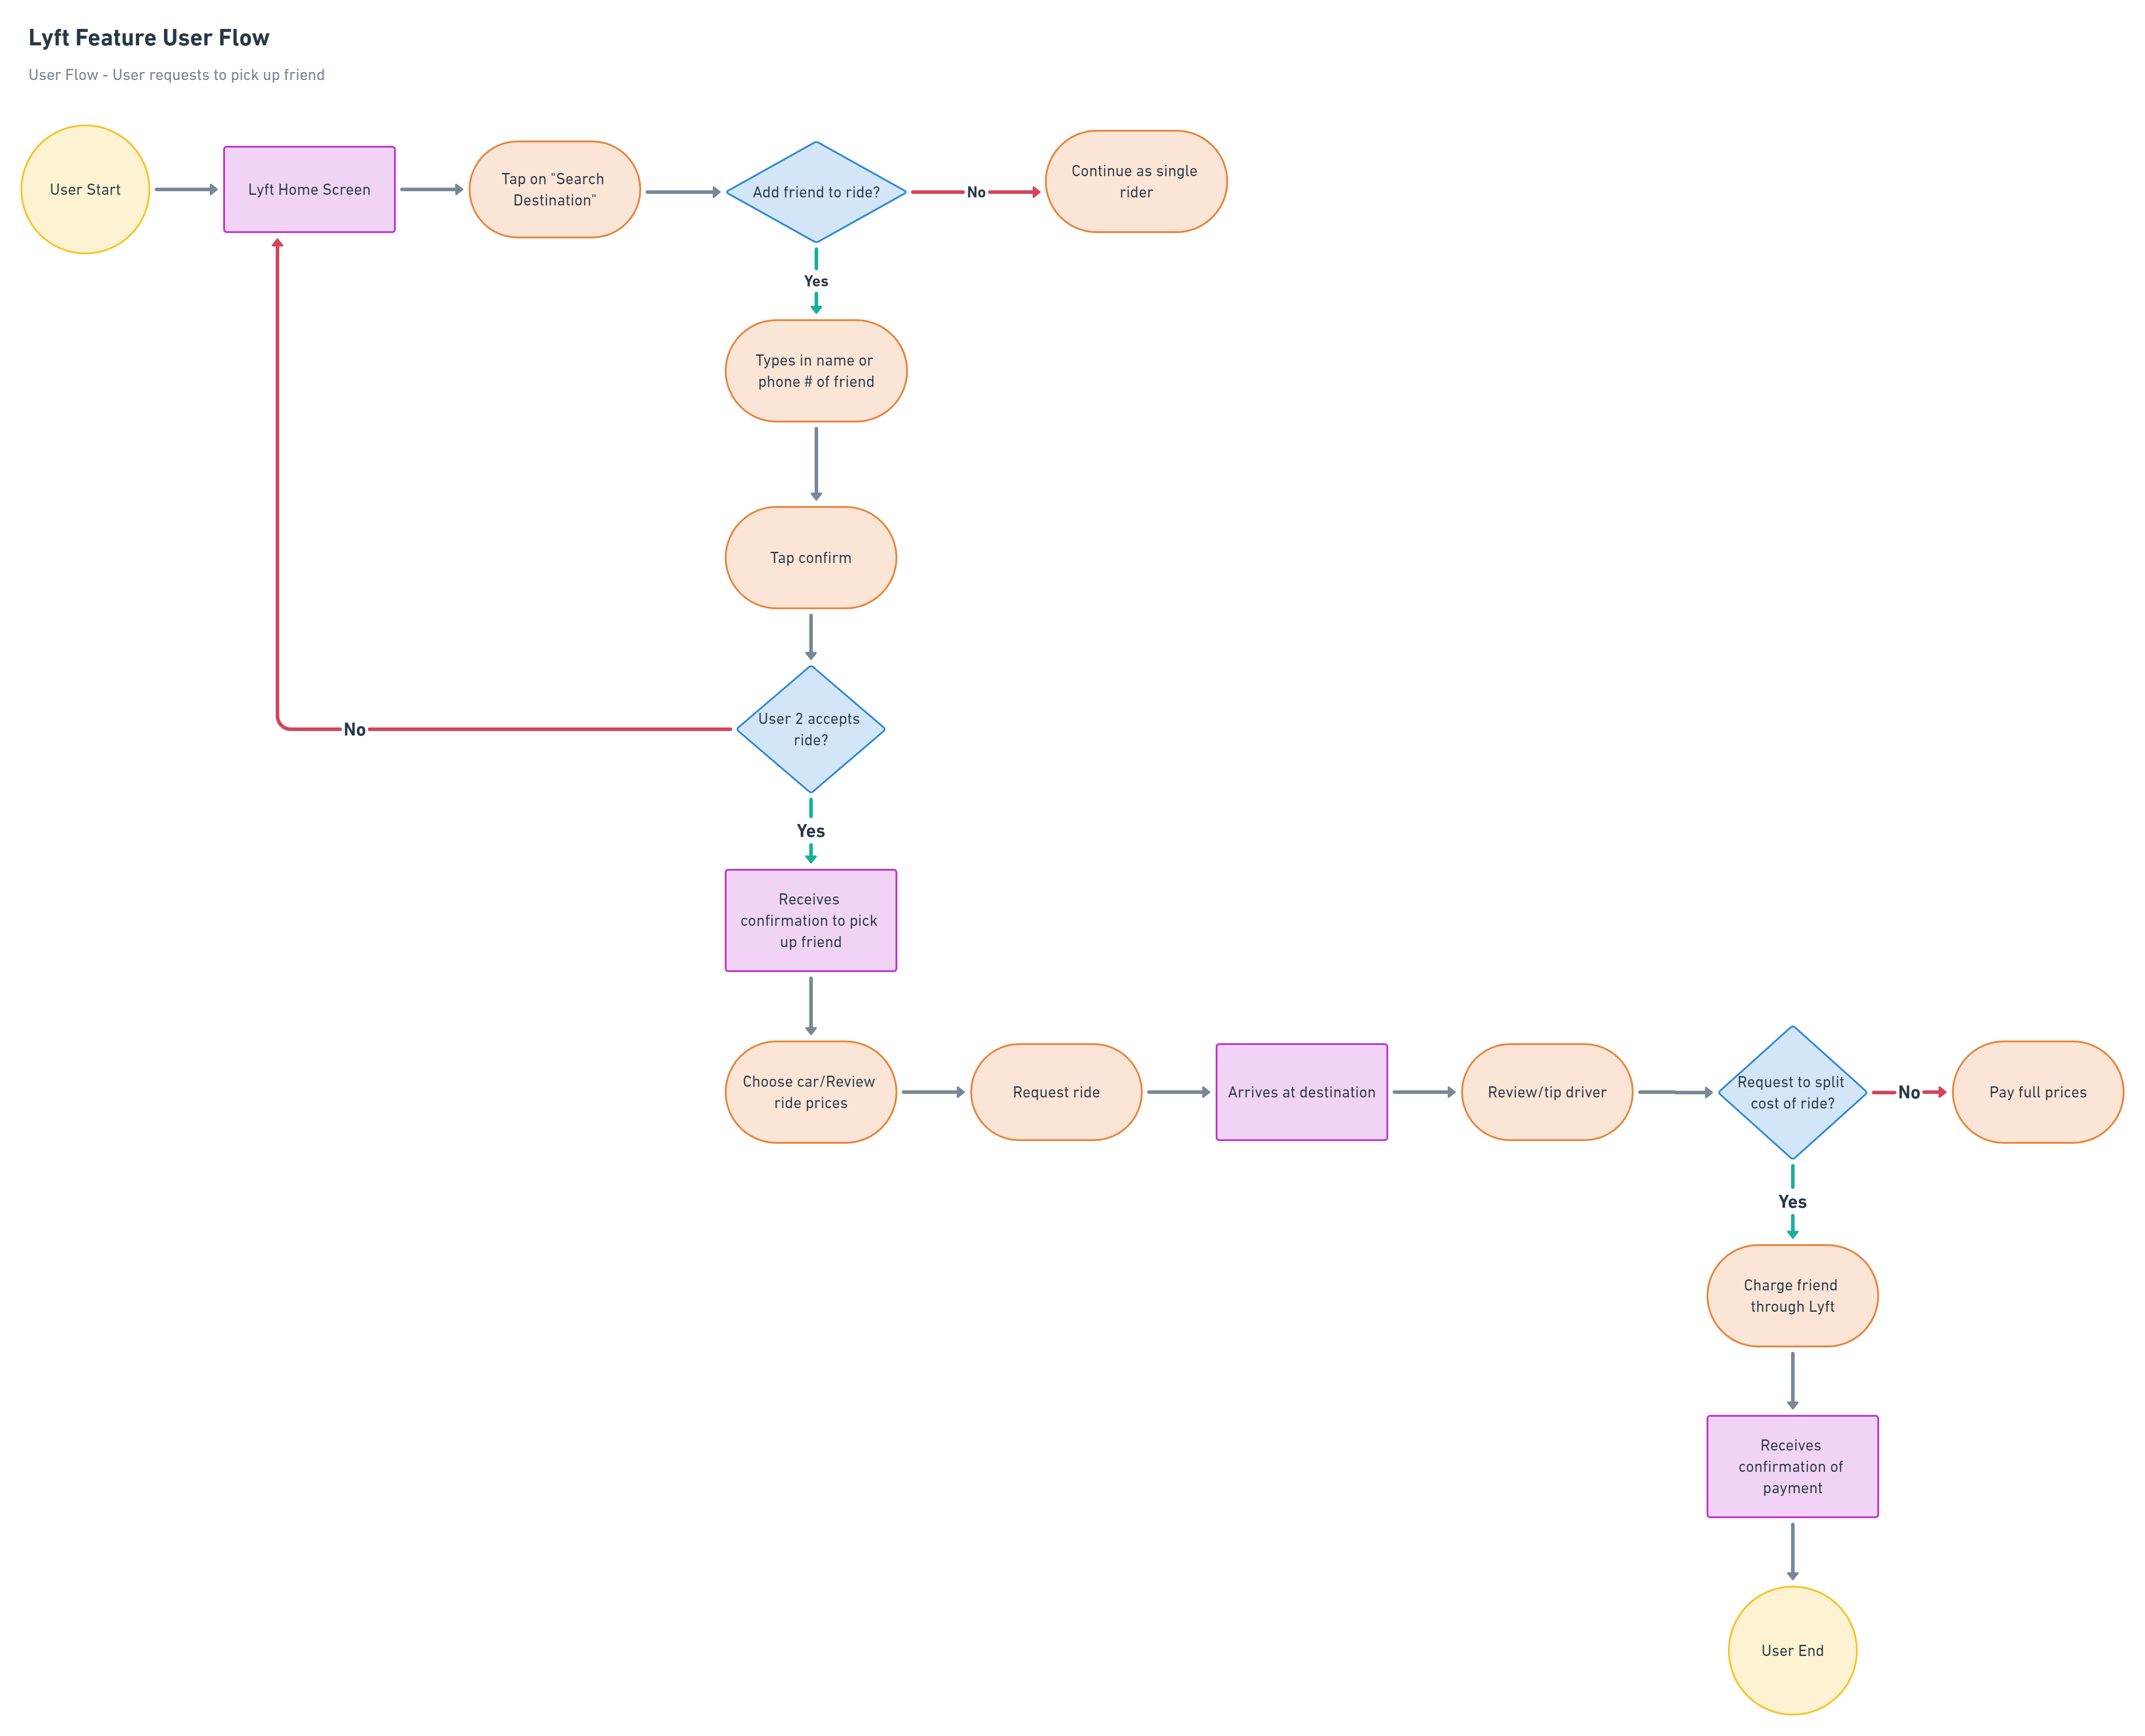 Lyft Feature User Flow
User Flow - User requests to pick up friend
User Start
Lyft Home Screen
Tap on "Search
Destination"
Add friend to ride?
No
Continue as single
rider
Yes
Types in name or
phone # of friend
Tap confirm
User 2 accepts
ride?
No
Yes
Receives
confirmation to pick
up friend
Choose car/Review
ride prices
Request ride
Arrives at destination
Review/tip driver
Request to split
cost of ride?
No
Pay full prices
Yes
Charge friend
through Lyft
Receives
confirmation of
payment
User End